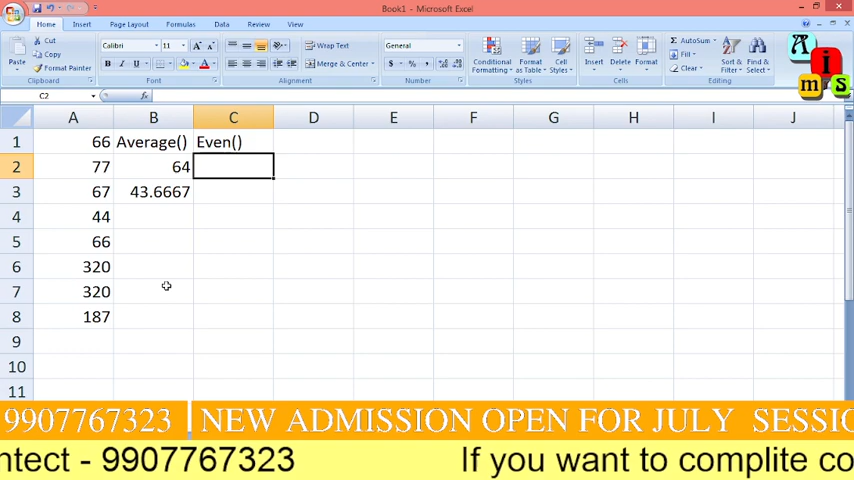 Book1 - Microsoft Excel
Home Insert Page Layout Formulas Data Review View
Paste
Cut
Copy
Format Painter
Clipboard
Calibri 11
B I U
Font
Wrap Text
Merge & Center
Alignment
General
$ % ,
Number
Conditional Formatting
Format as Table
Cell Styles
Styles
Insert Delete Format
Cells
Σ AutoSum
Fill
Clear
Sort & Filter
Find & Select
Editing
A i m s
C2 fx
A B C D E F G H I J
1 66 Average() Even()
2 77 64
3 67 43.6667
4 44
5 66
6 320
7 320
8 187
9
10
11
9907767323 NEW ADMISSION OPEN FOR JULY SESSIO
ntect - 9907767323 If you want to complite co